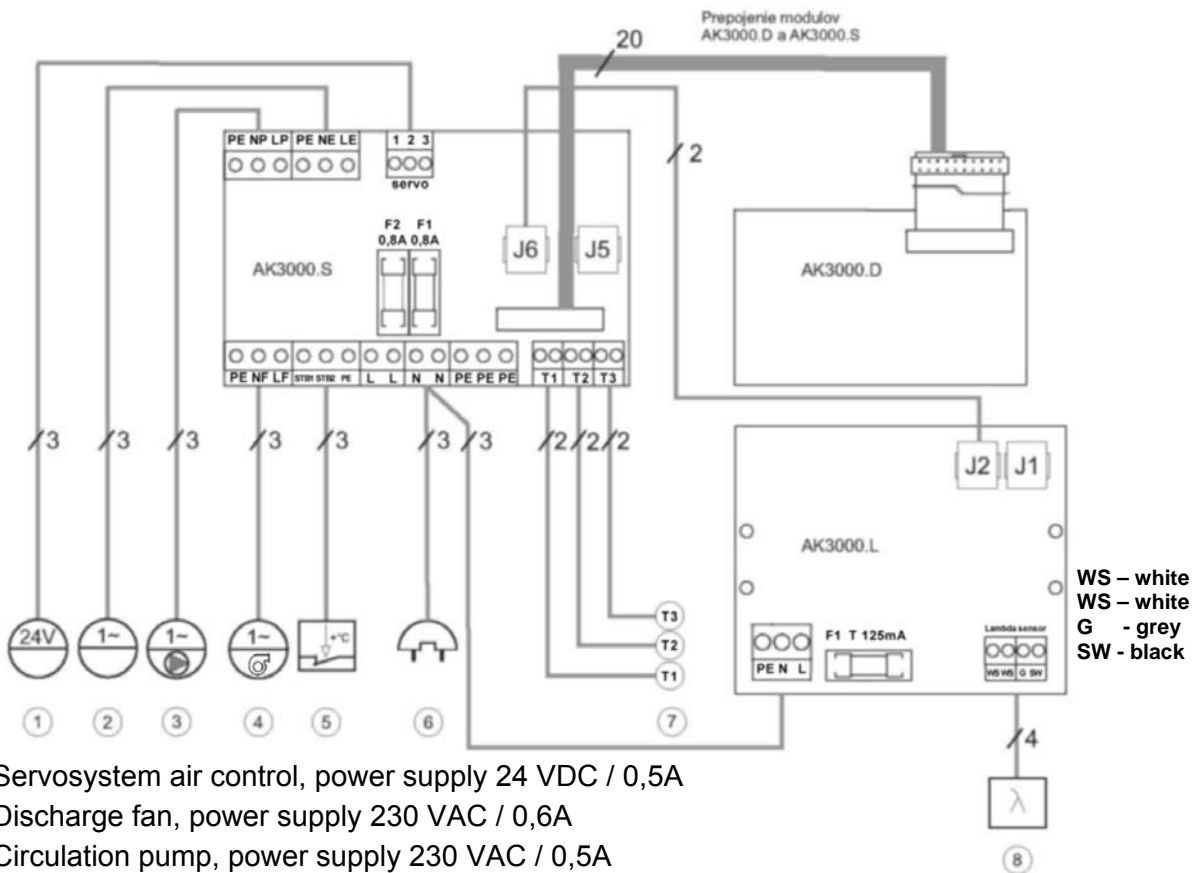 Prepojenie modulov
AK3000.D a AK3000.S
20
2
PE NP LP PE NE LE 1 2 3
servo
F2 F1
0,8A 0,8A
J6 J5
AK3000.S
AK3000.D
PE NF LF STB1 STB2 PE L L N N PE PE PE T1 T2 T3
3 3 3 3 3 3 3 2 2 2
J2 J1
AK3000.L
WS – white
WS – white
G - grey
SW - black
Lambda sensor
WS WS G SW
F1 T 125mA
PE N L
24V 1~ 1~ 1~ +°C
T3
T2
T1
1 2 3 4 5 6 7
4
λ
8
Servosystem air control, power supply 24 VDC / 0,5A
Discharge fan, power supply 230 VAC / 0,6A
Circulation pump, power supply 230 VAC / 0,5A